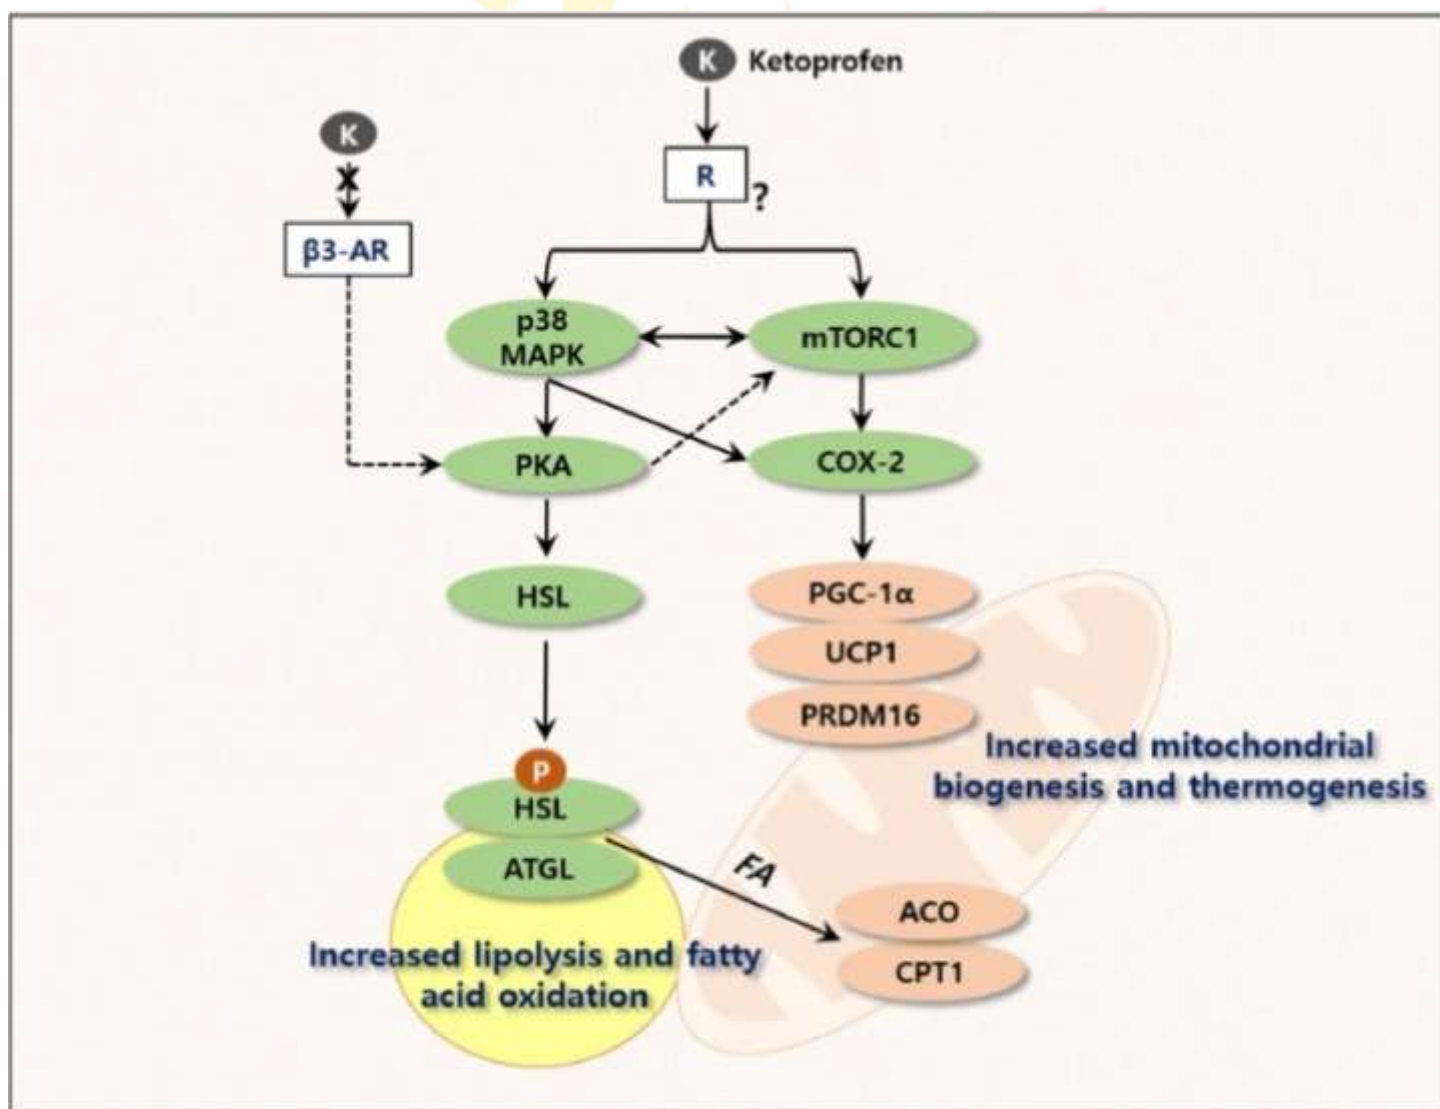 K Ketoprofen
K
X
R
?
β3-AR
p38
MAPK
mTORC1
PKA
COX-2
HSL
PGC-1α
UCP1
PRDM16
Increased mitochondrial
biogenesis and thermogenesis
P
HSL
ATGL
FA
ACO
CPT1
Increased lipolysis and fatty
acid oxidation